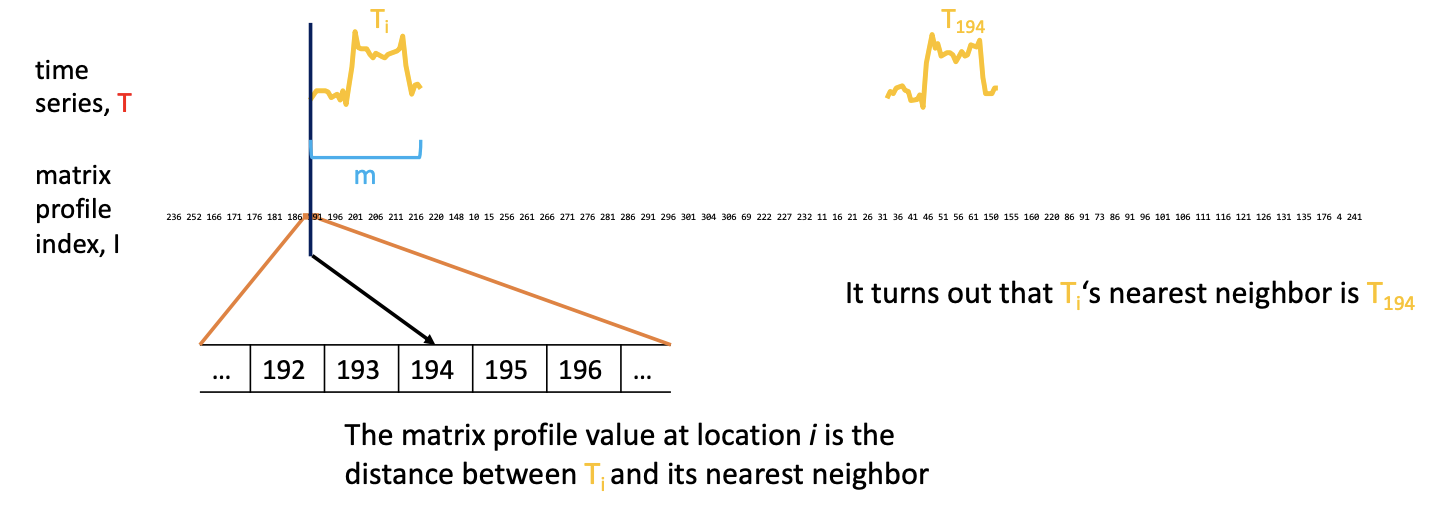 Ti
T194
time
series, T
m
matrix
profile
index, I
236 252 166 171 176 181 186 191 196 201 206 211 216 220 148 10 15 256 261 266 271 276 281 286 291 296 301 304 306 69 222 227 232 11 16 21 26 31 36 41 46 51 56 61 150 155 160 220 86 91 73 86 91 96 101 106 111 116 121 126 131 135 176 4 241
It turns out that Ti‘s nearest neighbor is T194
... 192 193 194 195 196 ...
The matrix profile value at location i is the
distance between Ti and its nearest neighbor